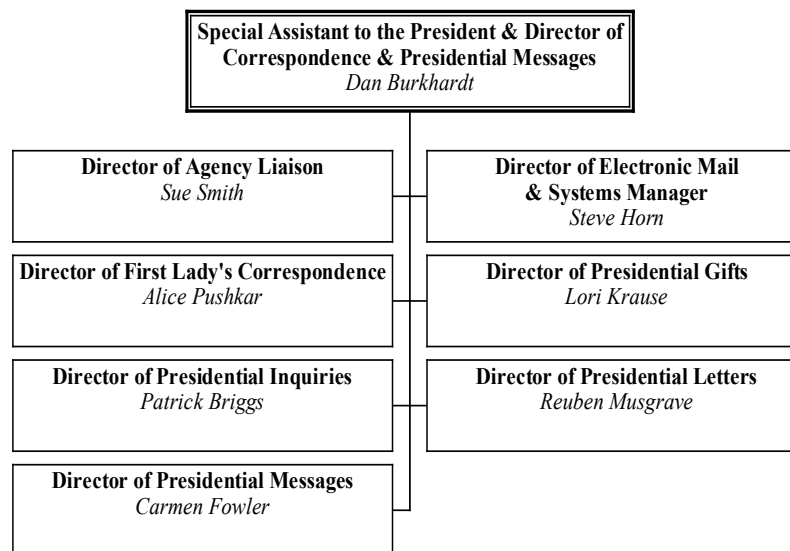 Special Assistant to the President & Director of
Correspondence & Presidential Messages
Dan Burkhardt
Director of Agency Liaison
Sue Smith
Director of Electronic Mail
& Systems Manager
Steve Horn
Director of First Lady's Correspondence
Alice Pushkar
Director of Presidential Gifts
Lori Krause
Director of Presidential Inquiries
Patrick Briggs
Director of Presidential Letters
Reuben Musgrave
Director of Presidential Messages
Carmen Fowler